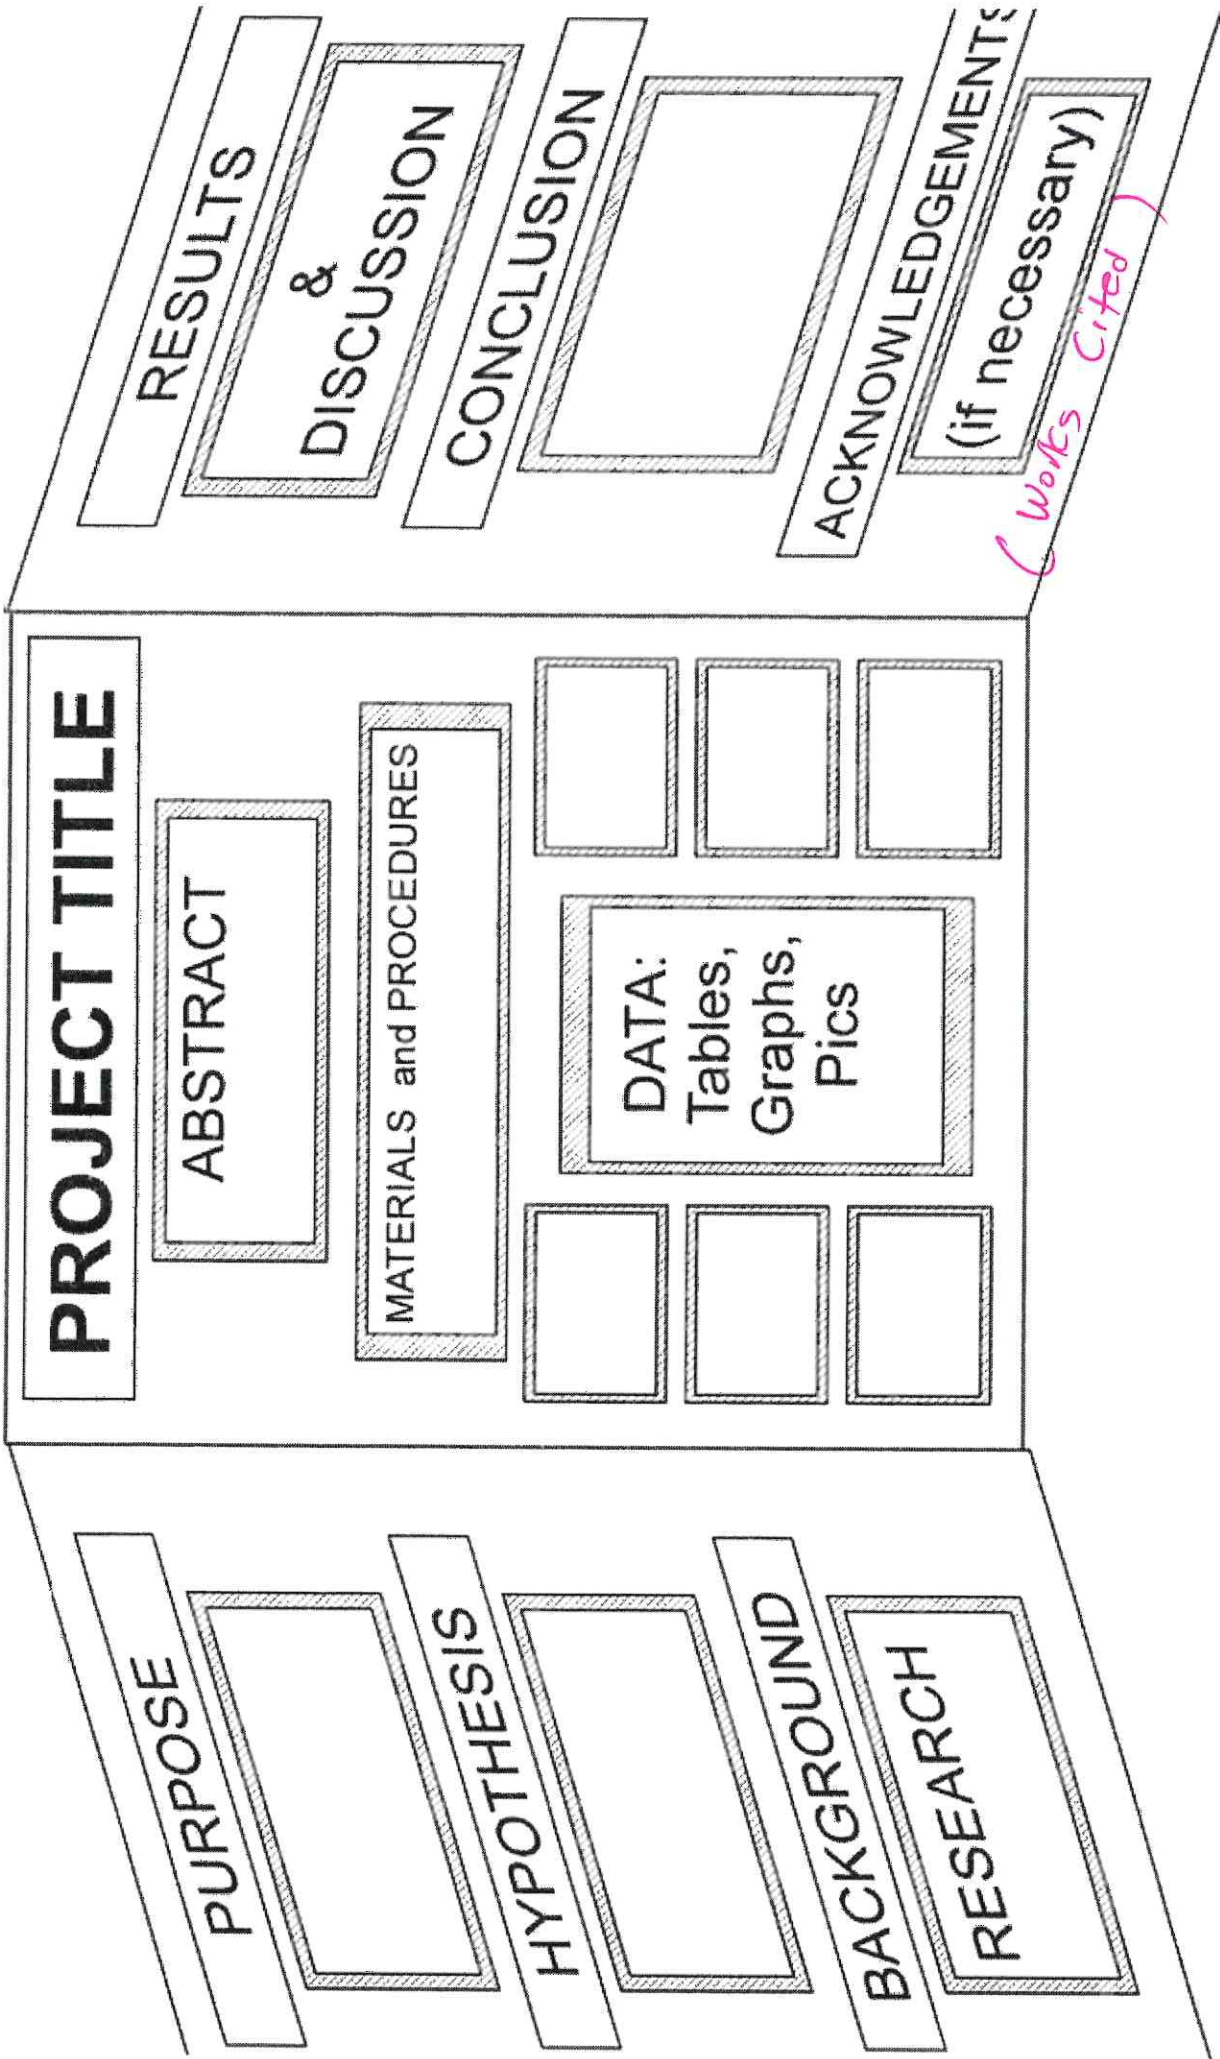 PURPOSE
HYPOTHESIS
BACKGROUND
RESEARCH
PROJECT TITLE
ABSTRACT
MATERIALS and PROCEDURES
DATA:
Tables,
Graphs,
Pics
RESULTS
&
DISCUSSION
CONCLUSION
ACKNOWLEDGEMENTS
(if necessary)
(Works Cited)